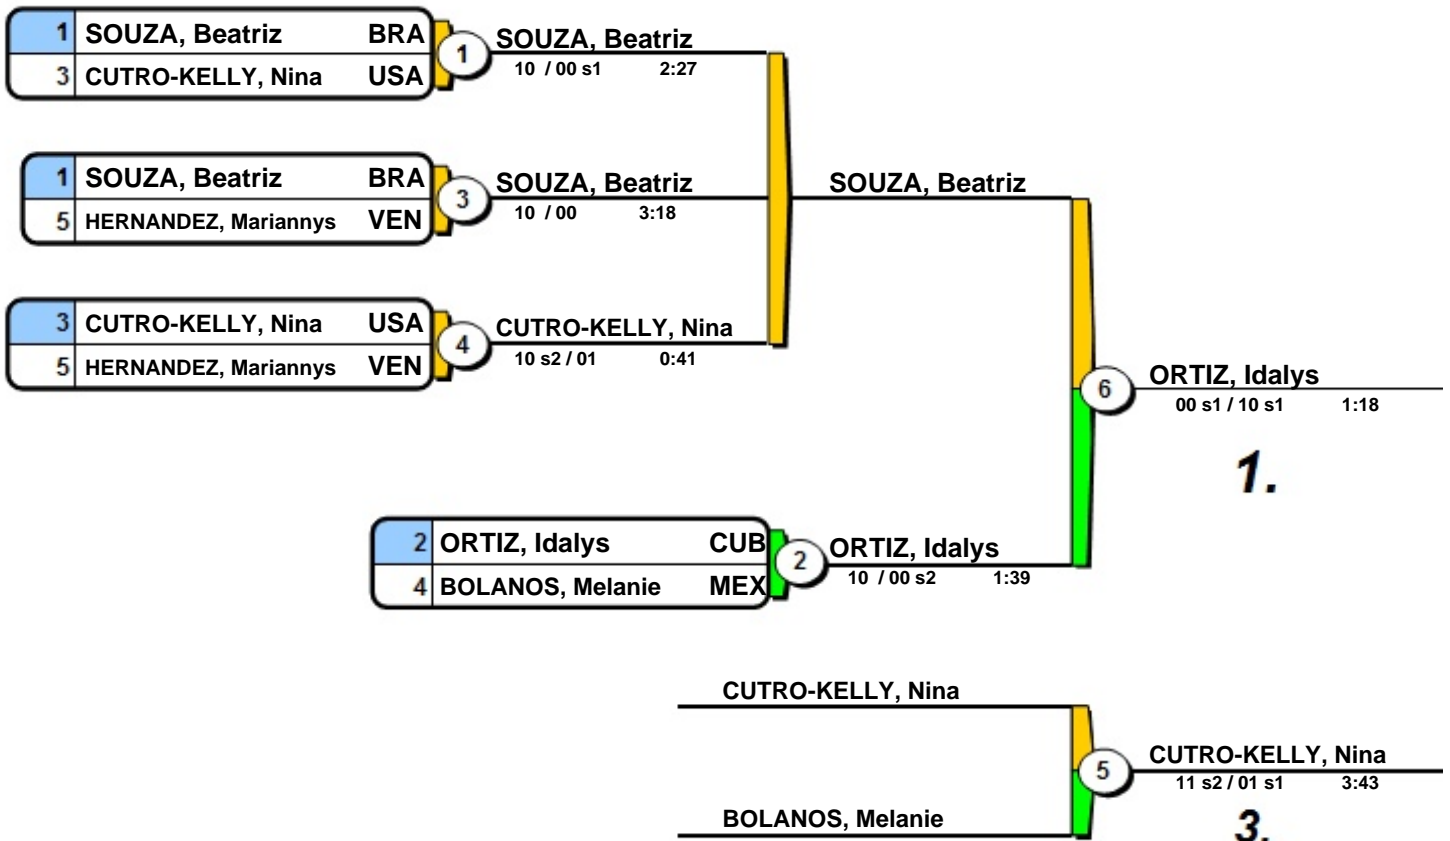 1 SOUZA, Beatriz BRA
3 CUTRO-KELLY, Nina USA
1
SOUZA, Beatriz
10 / 00 s1 2:27
1 SOUZA, Beatriz BRA
5 HERNANDEZ, Mariannys VEN
3
SOUZA, Beatriz
10 / 00 3:18
SOUZA, Beatriz
3 CUTRO-KELLY, Nina USA
5 HERNANDEZ, Mariannys VEN
4
CUTRO-KELLY, Nina
10 s2 / 01 0:41
6
ORTIZ, Idalys
00 s1 / 10 s1 1:18
1.
2 ORTIZ, Idalys CUB
4 BOLANOS, Melanie MEX
2
ORTIZ, Idalys
10 / 00 s2 1:39
CUTRO-KELLY, Nina
BOLANOS, Melanie
5
CUTRO-KELLY, Nina
11 s2 / 01 s1 3:43
3.